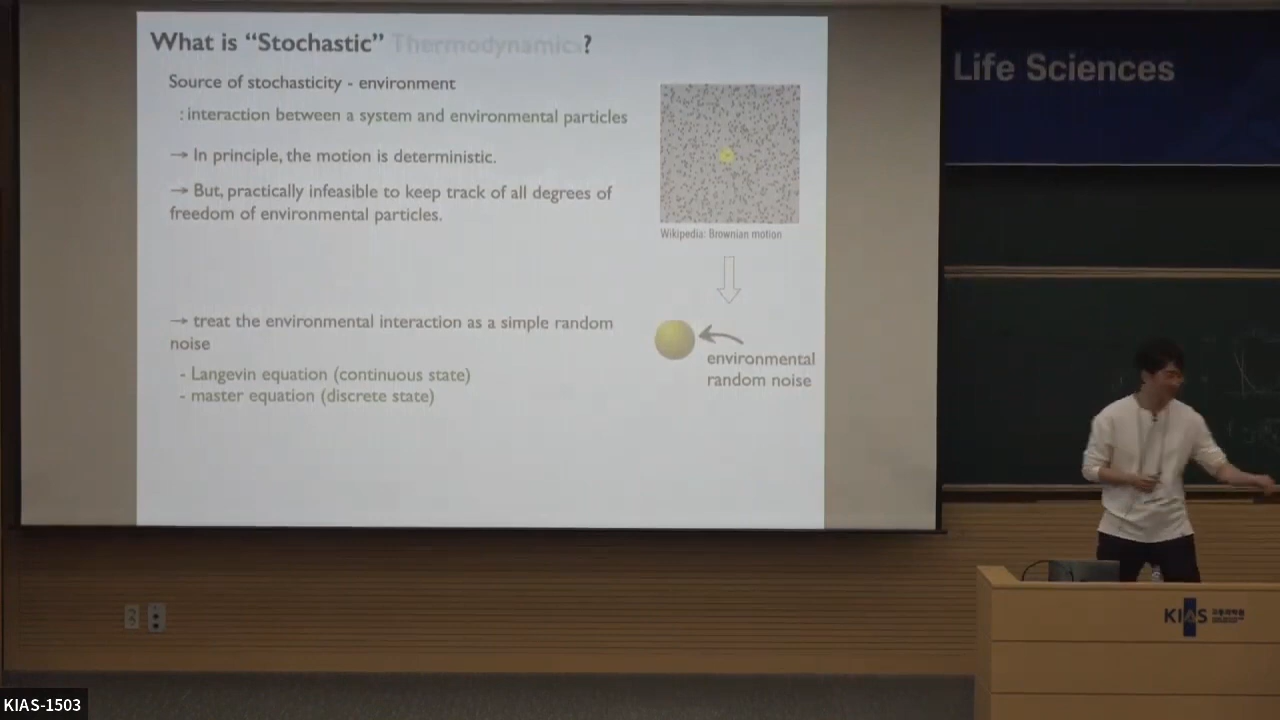 What is “Stochastic” Thermodynamics?
Source of stochasticity - environment
: interaction between a system and environmental particles
→ In principle, the motion is deterministic.
→ But, practically infeasible to keep track of all degrees of
freedom of environmental particles.
Wikipedia: Brownian motion
→ treat the environmental interaction as a simple random
noise
- Langevin equation (continuous state)
- master equation (discrete state)
environmental
random noise
Life Sciences
KIAS
KIAS-1503